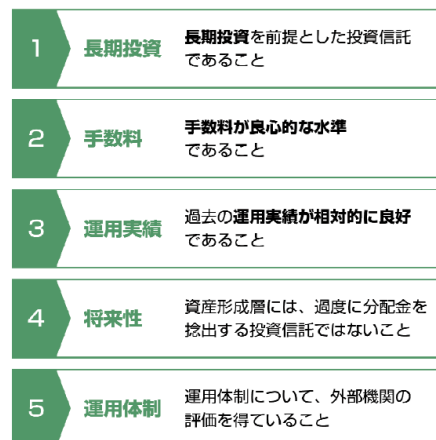 1
長期投資
長期投資を前提とした投資信託
であること
2
手数料
手数料が良心的な水準
であること
3
運用実績
過去の運用実績が相対的に良好
であること
4
将来性
資産形成層には、過度に分配金を
捻出する投資信託ではないこと
5
運用体制
運用体制について、外部機関の
評価を得ていること